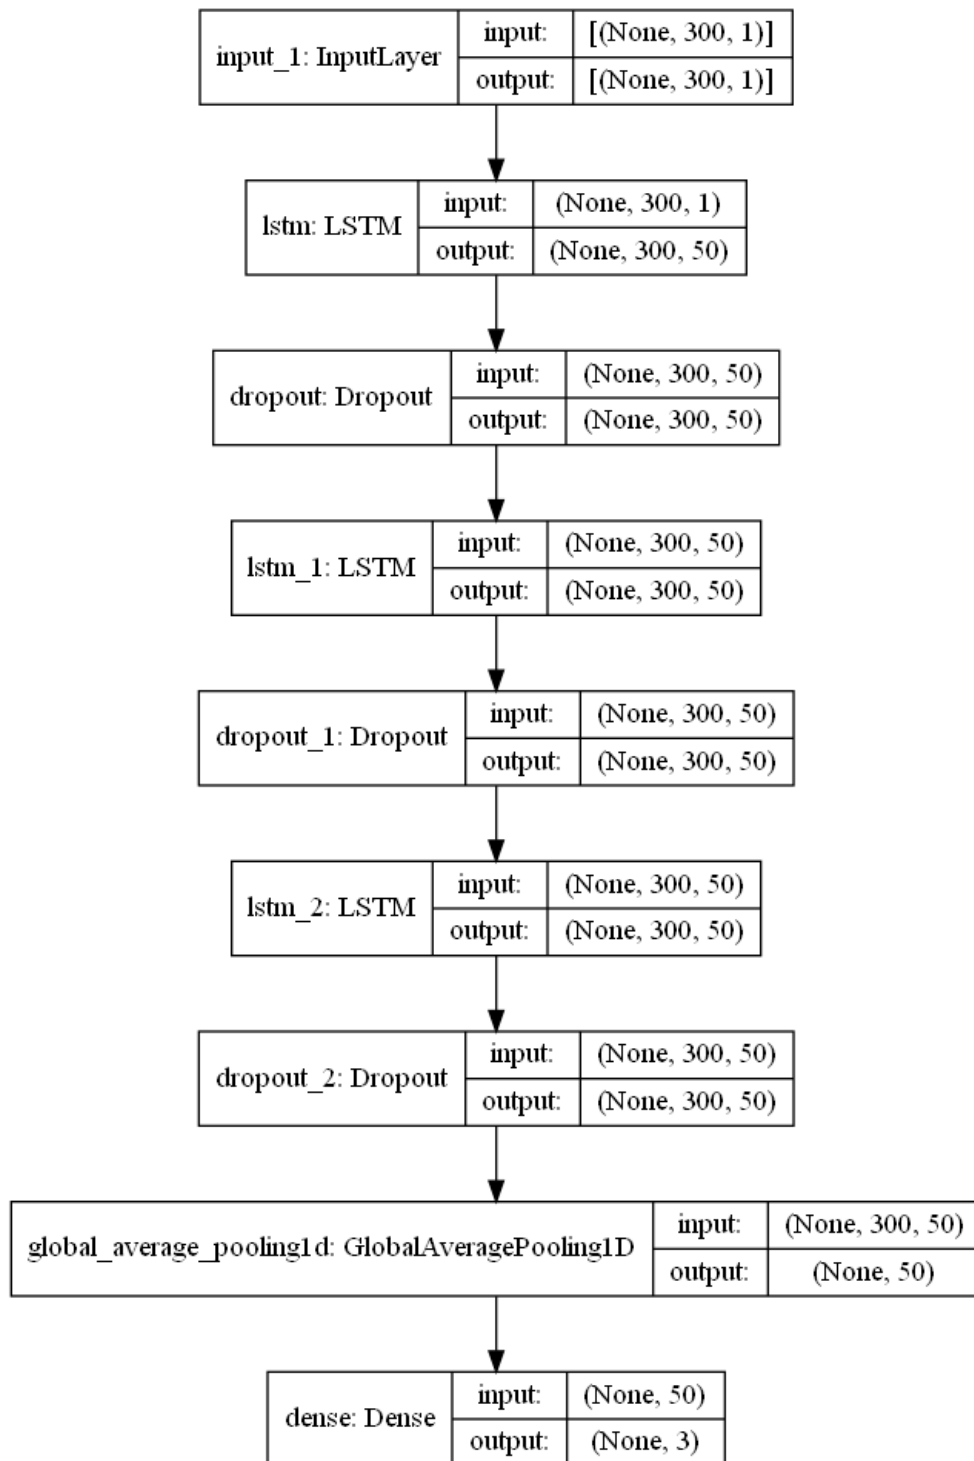 input_1: InputLayer
input: [(None, 300, 1)]
output: [(None, 300, 1)]
lstm: LSTM
input: (None, 300, 1)
output: (None, 300, 50)
dropout: Dropout
input: (None, 300, 50)
output: (None, 300, 50)
lstm_1: LSTM
input: (None, 300, 50)
output: (None, 300, 50)
dropout_1: Dropout
input: (None, 300, 50)
output: (None, 300, 50)
lstm_2: LSTM
input: (None, 300, 50)
output: (None, 300, 50)
dropout_2: Dropout
input: (None, 300, 50)
output: (None, 300, 50)
global_average_pooling1d: GlobalAveragePooling1D
input: (None, 300, 50)
output: (None, 50)
dense: Dense
input: (None, 50)
output: (None, 3)